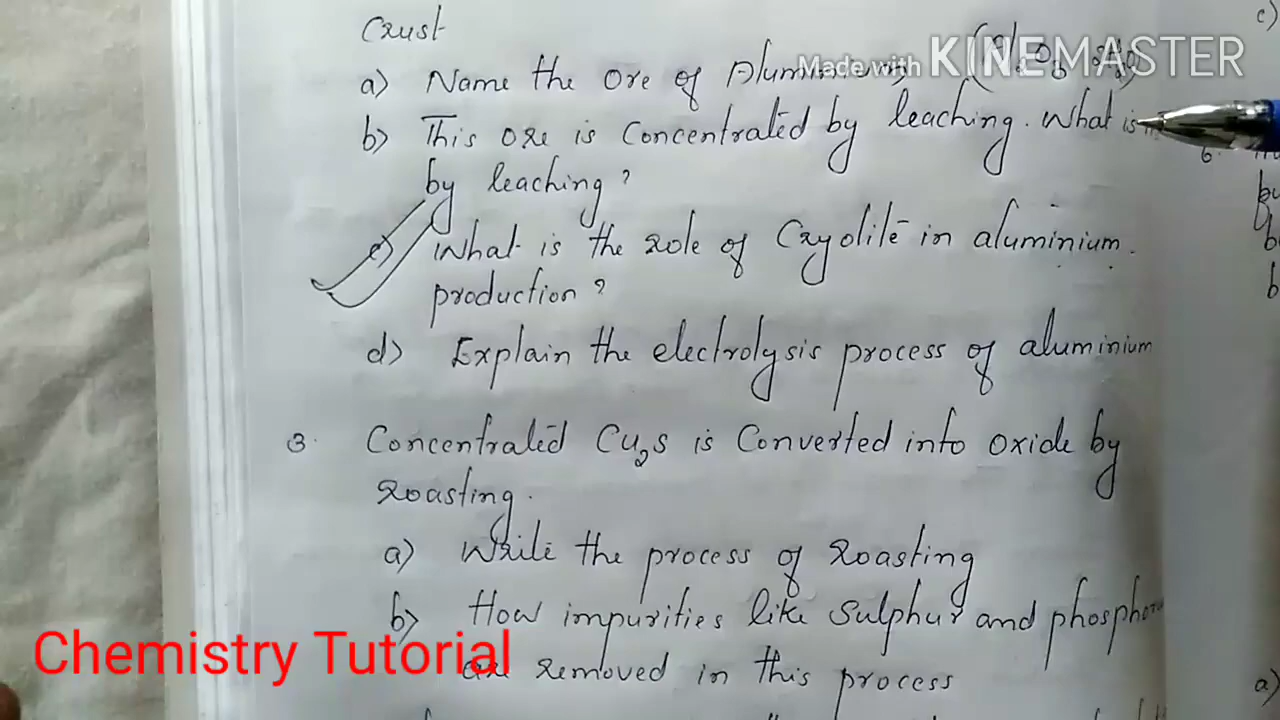 Crust
a) Name the Ore of Aluminium
Made with KINEMASTER
b) This ore is Concentrated by leaching. What is
by leaching?
c) What is the role of Cryolite in aluminium.
production?
d) Explain the electrolysis process of aluminium
3. Concentrated Cu₂S is Converted into oxide by
roasting.
a) Write the process of roasting
b) How impurities like Sulphur and
are removed in this process
Chemistry Tutorial
c)
6.
b
b
a)